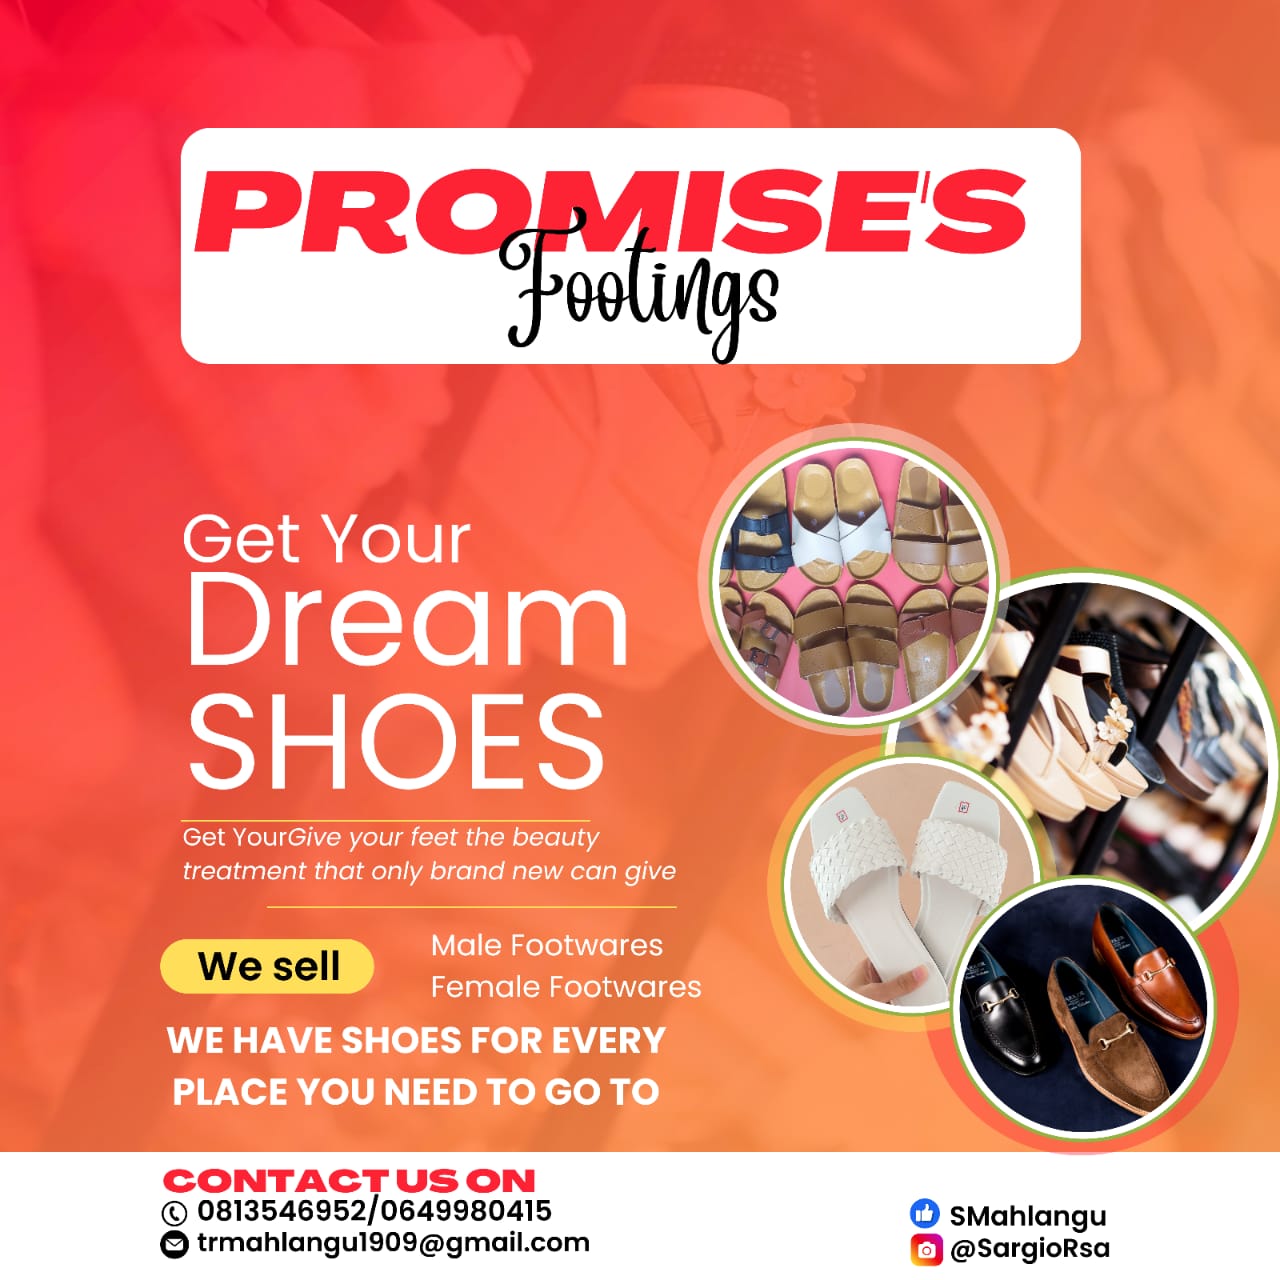 PROMISE'S
Footings
Get Your
Dream
SHOES
Get YourGive your feet the beauty
treatment that only brand new can give
We sell
Male Footwares
Female Footwares
WE HAVE SHOES FOR EVERY
PLACE YOU NEED TO GO TO
CONTACT US ON
0813546952/0649980415
trmahlangu1909@gmail.com
SMahlangu
@SargioRsa